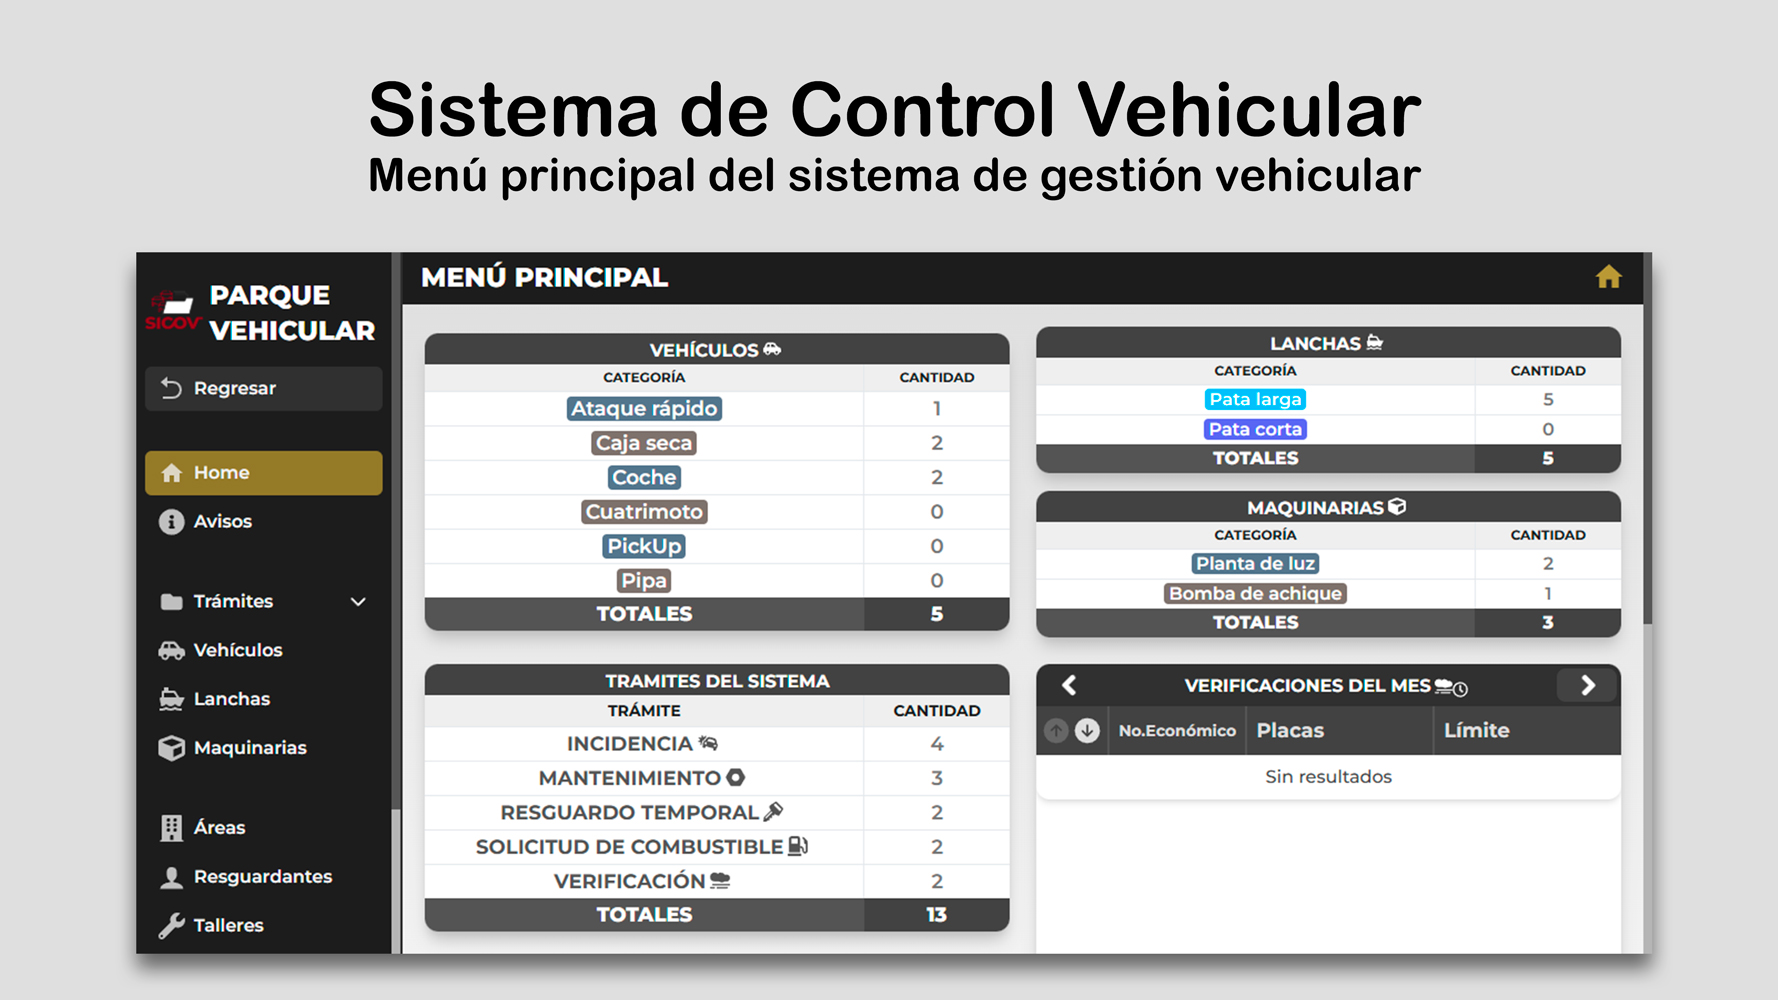 Sistema de Control Vehicular
Menú principal del sistema de gestión vehicular
SICOV
PARQUE
VEHICULAR
Regresar
Home
Avisos
Trámites
Vehículos
Lanchas
Maquinarias
Áreas
Resguardantes
Talleres
MENÚ PRINCIPAL
VEHÍCULOS
CATEGORÍA CANTIDAD
Ataque rápido 1
Caja seca 2
Coche 2
Cuatrimoto 0
PickUp 0
Pipa 0
TOTALES 5
LANCHAS
CATEGORÍA CANTIDAD
Pata larga 5
Pata corta 0
TOTALES 5
MAQUINARIAS
CATEGORÍA CANTIDAD
Planta de luz 2
Bomba de achique 1
TOTALES 3
TRAMITES DEL SISTEMA
TRÁMITE CANTIDAD
INCIDENCIA 4
MANTENIMIENTO 3
RESGUARDO TEMPORAL 2
SOLICITUD DE COMBUSTIBLE 2
VERIFICACIÓN 2
TOTALES 13
VERIFICACIONES DEL MES
No.Económico Placas Límite
Sin resultados